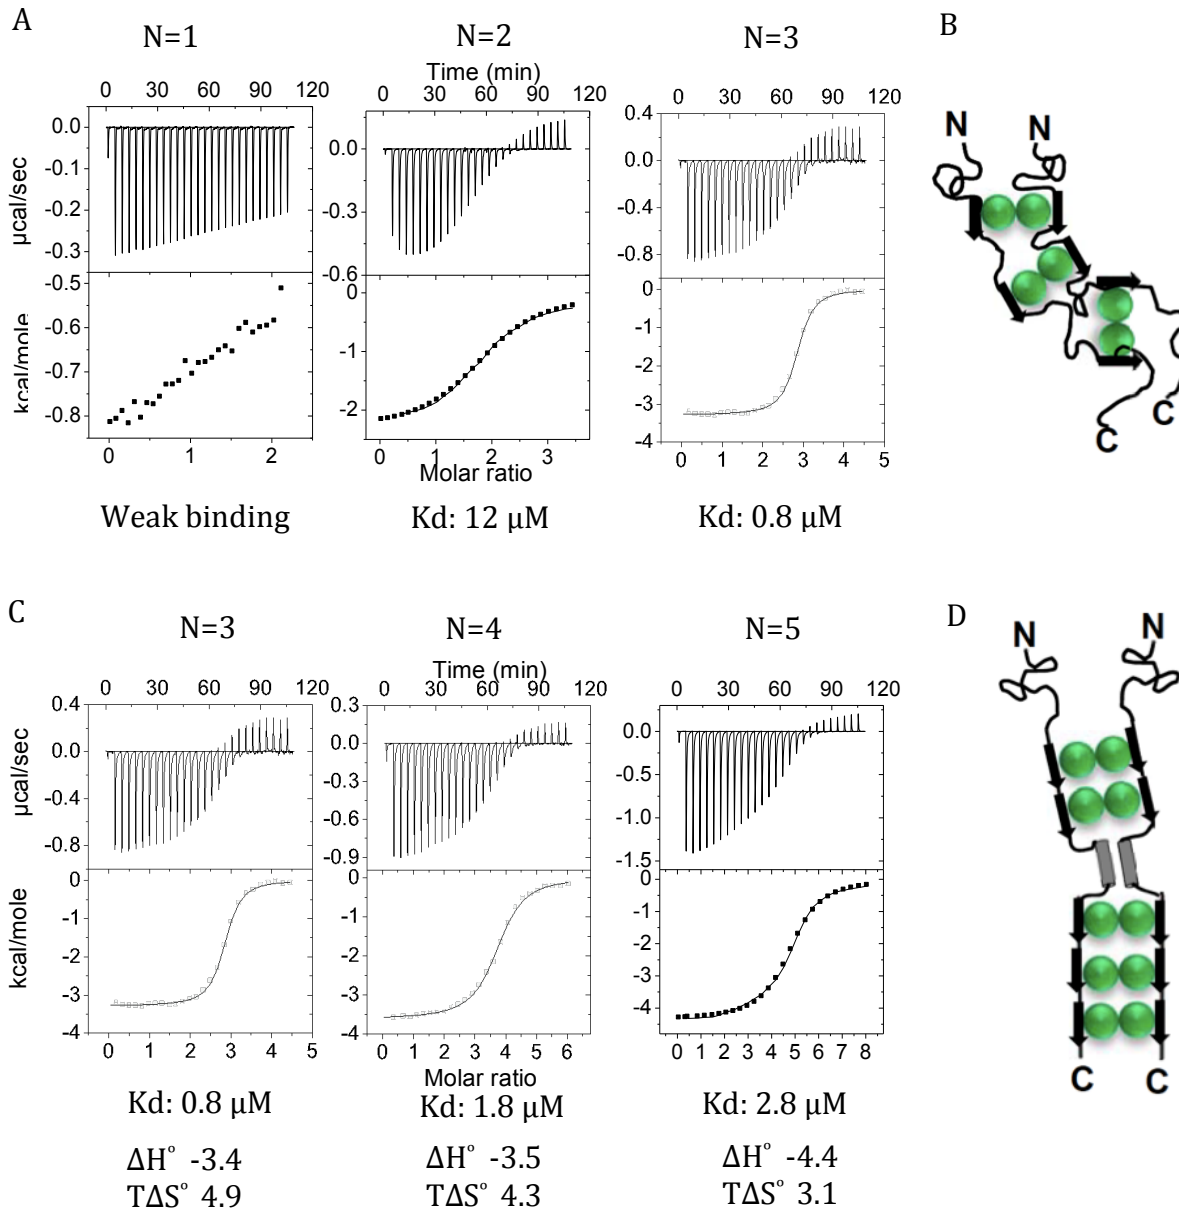 A
N=1
N=2
N=3
B
Time (min)
0 30 60 90 120
0 30 60 90 120
0 30 60 90 120
0.0
-0.1
-0.2
-0.3
µcal/sec
0.0
-0.3
-0.6
0.4
0.0
-0.4
-0.8
-0.5
-0.6
-0.7
-0.8
kcal/mole
0
-1
-2
0
-1
-2
-3
-4
0 1 2
0 1 2 3
0 1 2 3 4 5
Molar ratio
Weak binding
Kd: 12 µM
Kd: 0.8 µM
N
N
C
C
C
N=3
N=4
N=5
D
Time (min)
0 30 60 90 120
0 30 60 90 120
0 30 60 90 120
0.4
0.0
-0.4
-0.8
µcal/sec
0.3
0.0
-0.3
-0.6
-0.9
0.0
-0.5
-1.0
-1.5
0
-1
-2
-3
-4
kcal/mole
0
-1
-2
-3
-4
0
-1
-2
-3
-4
0 1 2 3 4 5
0 1 2 3 4 5 6
0 1 2 3 4 5 6 7 8
Molar ratio
Kd: 0.8 µM
Kd: 1.8 µM
Kd: 2.8 µM
ΔH° -3.4
ΔH° -3.5
ΔH° -4.4
TΔS° 4.9
TΔS° 4.3
TΔS° 3.1
N
N
C
C